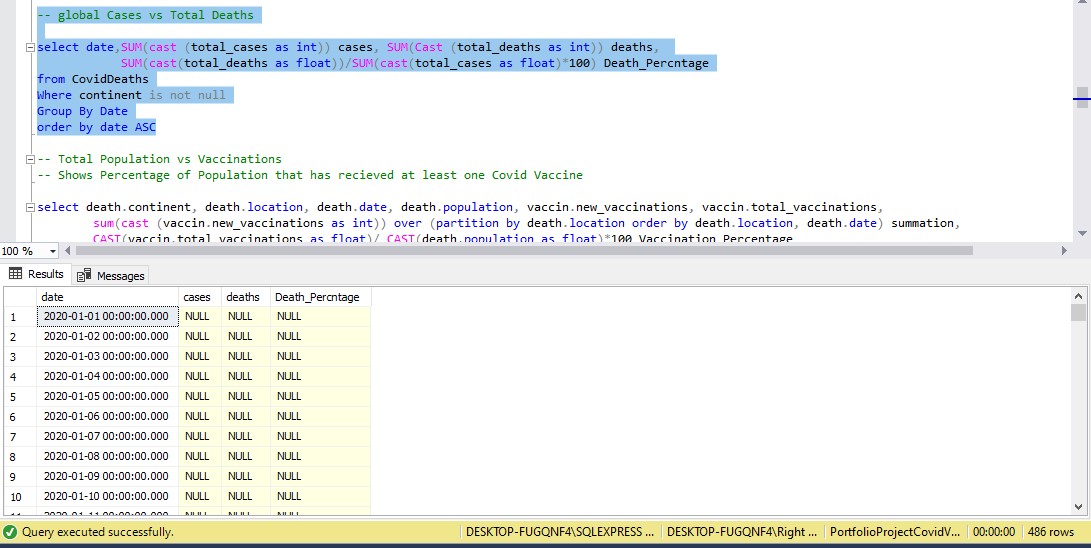 -- global Cases vs Total Deaths
select date,SUM(cast (total_cases as int)) cases, SUM(Cast (total_deaths as int)) deaths,
SUM(cast(total_deaths as float))/SUM(cast(total_cases as float)*100) Death_Percntage
from CovidDeaths
Where continent is not null
Group By Date
order by date ASC
-- Total Population vs Vaccinations
-- Shows Percentage of Population that has recieved at least one Covid Vaccine
select death.continent, death.location, death.date, death.population, vaccin.new_vaccinations, vaccin.total_vaccinations,
sum(cast (vaccin.new_vaccinations as int)) over (partition by death.location order by death.location, death.date) summation,
CAST(vaccin.total_vaccinations as float)/ CAST(death.population as float)*100 Vaccination_Percentage
100 %
Results Messages
date cases deaths Death_Percntage
1 2020-01-01 00:00:00.000 NULL NULL NULL
2 2020-01-02 00:00:00.000 NULL NULL NULL
3 2020-01-03 00:00:00.000 NULL NULL NULL
4 2020-01-04 00:00:00.000 NULL NULL NULL
5 2020-01-05 00:00:00.000 NULL NULL NULL
6 2020-01-06 00:00:00.000 NULL NULL NULL
7 2020-01-07 00:00:00.000 NULL NULL NULL
8 2020-01-08 00:00:00.000 NULL NULL NULL
9 2020-01-09 00:00:00.000 NULL NULL NULL
10 2020-01-10 00:00:00.000 NULL NULL NULL
Query executed successfully. DESKTOP-FUGQNF4\SQLEXPRESS ... DESKTOP-FUGQNF4\Right ... PortfolioProjectCovidV... 00:00:00 486 rows